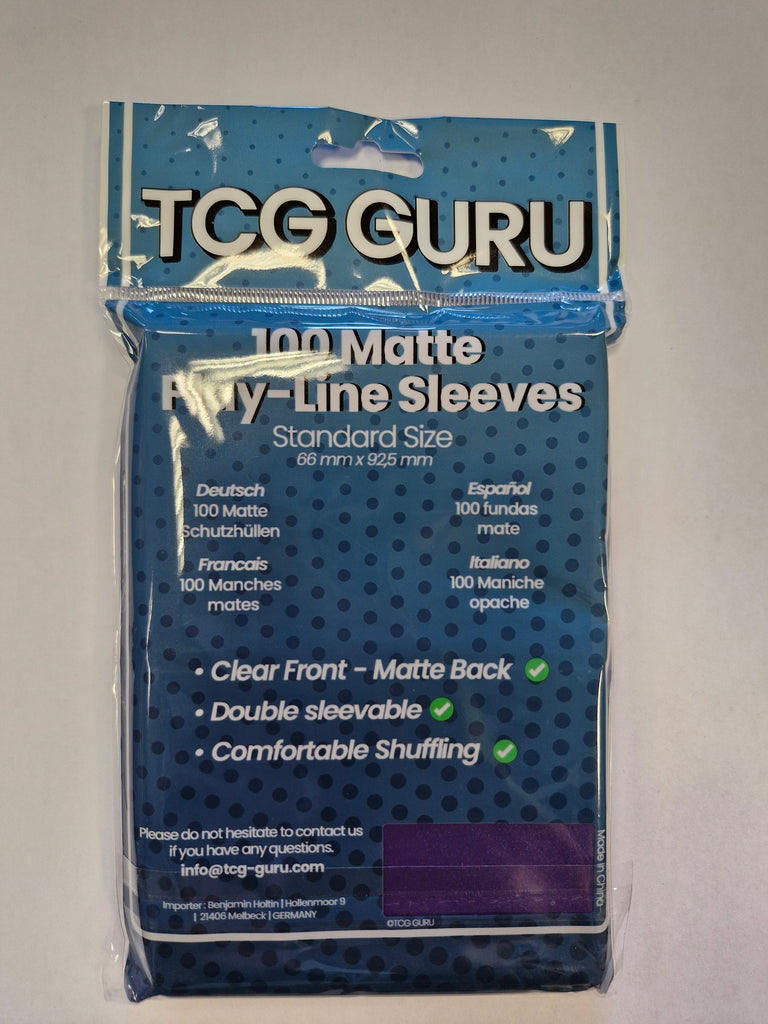 TCG GURU
100 Matte
Play-Line Sleeves
Standard Size
66 mm x 92,5 mm
Deutsch
100 Matte
Schutzhüllen
Español
100 fundas
mate
Francais
100 Manches
mates
Italiano
100 Maniche
opache
• Clear Front - Matte Back
• Double sleevable
• Comfortable Shuffling
Please do not hesitate to contact us
if you have any questions.
info@tcg-guru.com
Importer : Benjamin Holtin | Hollenmoor 9
| 21406 Melbeck | GERMANY
©TCG GURU
Made in China